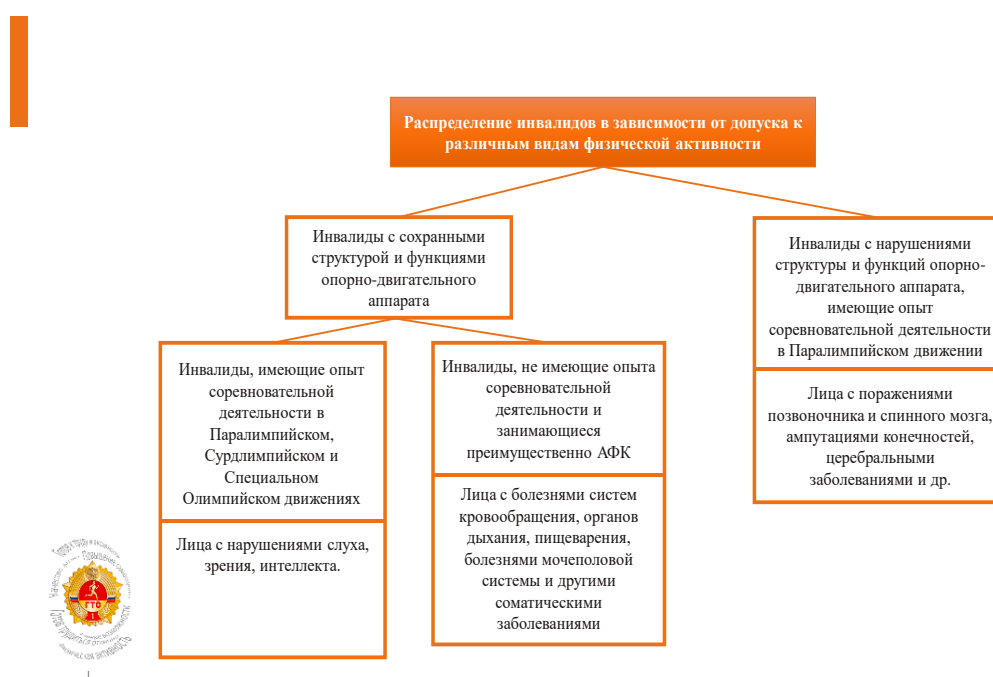 Распределение инвалидов в зависимости от допуска к
различным видам физической активности
Инвалиды с сохранными
структурой и функциями
опорно-двигательного
аппарата
Инвалиды с нарушениями
структуры и функций опорно-
двигательного аппарата,
имеющие опыт
соревновательной деятельности
в Паралимпийском движении
Лица с поражениями
позвоночника и спинного мозга,
ампутациями конечностей,
церебральными
заболеваниями и др.
Инвалиды, имеющие опыт
соревновательной
деятельности в
Паралимпийском,
Сурдлимпийском и
Специальном
Олимпийском движениях
Лица с нарушениями слуха,
зрения, интеллекта.
Инвалиды, не имеющие опыта
соревновательной
деятельности и
занимающиеся
преимущественно АФК
Лица с болезнями систем
кровообращения, органов
дыхания, пищеварения,
болезнями мочеполовой
системы и другими
соматическими
заболеваниями
ГТО
I